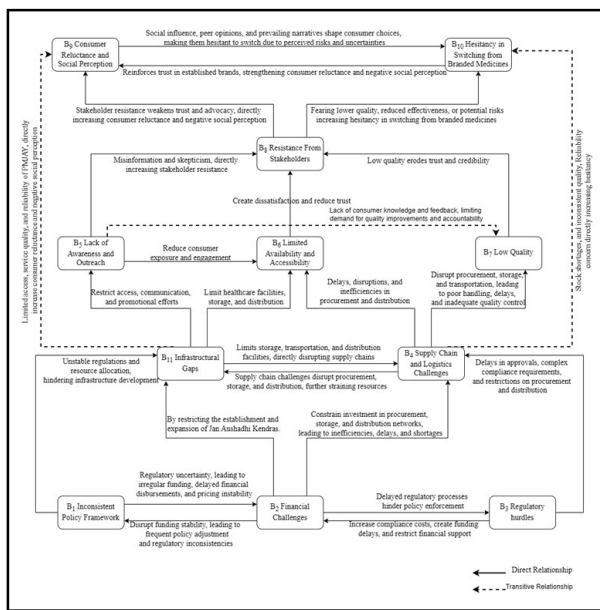 Social influence, peer opinions, and prevailing narratives shape consumer choices,
making them hesitant to switch due to perceived risks and uncertainties
B9 Consumer
Reluctance and
Social Perception
B10 Hesitancy in
Switching from
Branded Medicines
Reinforces trust in established brands, strengthening consumer reluctance and negative social perception
Stakeholder resistance weakens trust and advocacy, directly
increasing consumer reluctance and negative social perception
Fearing lower quality, reduced effectiveness, or potential risks
increasing hesitancy in switching from branded medicines
B8 Resistance From
Stakeholders
Misinformation and skepticism, directly
increasing stakeholder resistance
Low quality erodes trust and credibility
Create dissatisfaction and reduce trust
Lack of consumer knowledge and feedback, limiting
demand for quality improvements and accountability
B5 Lack of
Awareness and
Outreach
Reduce consumer
exposure and engagement
B6 Limited
Availability and
Accessibility
B7 Low Quality
Restrict access, communication,
and promotional efforts
Limit healthcare facilities,
storage, and distribution
Delays, disruptions, and
inefficiencies in
procurement and distribution
Disrupt procurement, storage,
and transportation, leading
to poor handling, delays,
and inadequate quality control
Limited access, service quality, and reliability of PMJAY, directly
increase consumer reluctance and negative social perception
Stock shortages, and inconsistent quality, Reliability
concern directly increasing hesitancy
Unstable regulations and
resource allocation,
hindering infrastructure development
B11 Infrastructural
Gaps
Limits storage, transportation, and distribution
facilities, directly disrupting supply chains
Supply chain challenges disrupt procurement,
storage, and distribution, further straining resources
B4 Supply Chain
and Logistics
Challenges
Delays in approvals, complex
compliance requirements,
and restrictions on procurement
and distribution
By restricting the establishment and
expansion of Jan Aushadhi Kendras.
Constrain investment in procurement,
storage, and distribution networks,
leading to inefficiencies, delays, and shortages
Regulatory uncertainty, leading to
irregular funding, delayed financial
disbursements, and pricing instability
B1 Inconsistent
Policy Framework
B2 Financial
Challenges
Delayed regulatory processes
hinder policy enforcement
B3 Regulatory
hurdles
Disrupt funding stability, leading to
frequent policy adjustment
and regulatory inconsistencies
Increase compliance costs, create funding
delays, and restrict financial support
Direct Relationship
Transitive Relationship